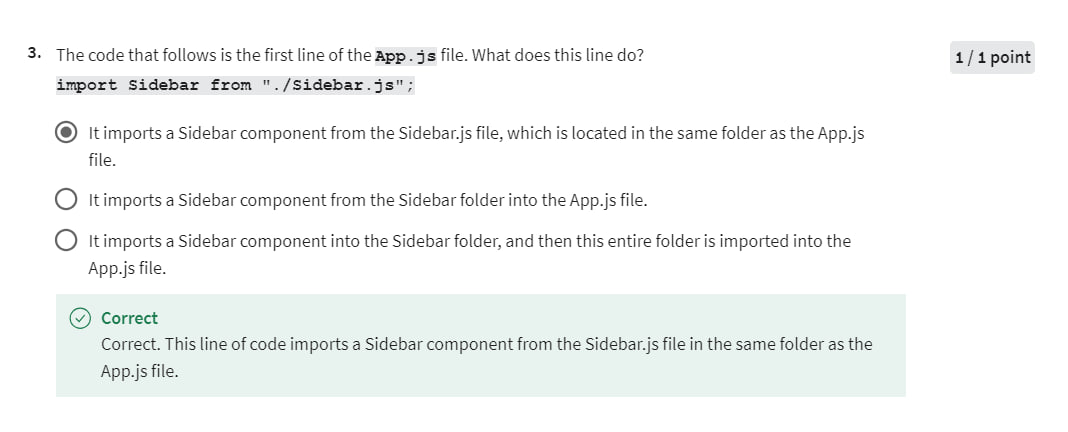 3. The code that follows is the first line of the App.js file. What does this line do?
1 / 1 point
import Sidebar from "./Sidebar.js";
It imports a Sidebar component from the Sidebar.js file, which is located in the same folder as the App.js
file.
It imports a Sidebar component from the Sidebar folder into the App.js file.
It imports a Sidebar component into the Sidebar folder, and then this entire folder is imported into the
App.js file.
Correct
Correct. This line of code imports a Sidebar component from the Sidebar.js file in the same folder as the
App.js file.